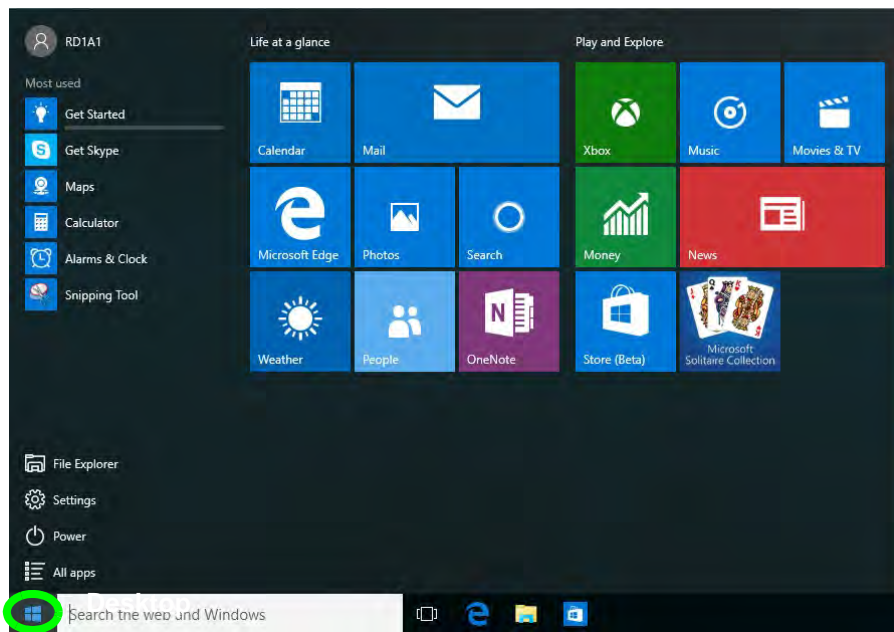 RD1A1
Most used
Get Started
Get Skype
Maps
Calculator
Alarms & Clock
Snipping Tool
File Explorer
Settings
Power
All apps
Life at a glance
Calendar
Mail
Microsoft Edge
Photos
Search
Weather
People
OneNote
N
Play and Explore
Xbox
Music
Movies & TV
Money
News
Store (Beta)
Microsoft
Solitaire Collection
Desktop
Search the web and Windows